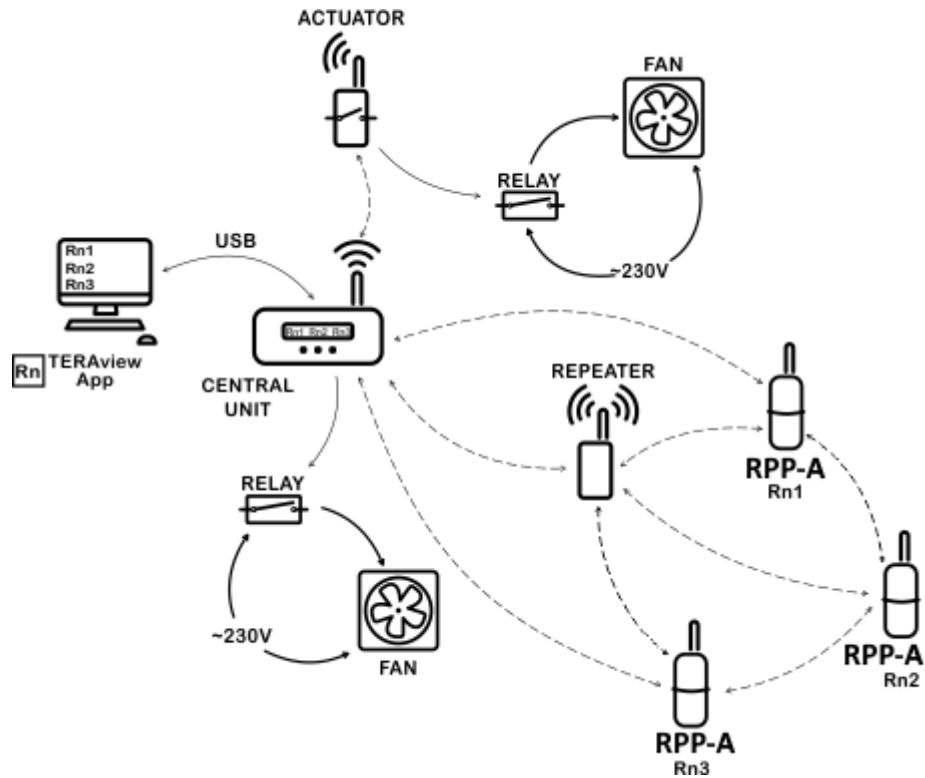 ACTUATOR
FAN
RELAY
~230V
USB
Rn1
Rn2
Rn3
Rn1 Rn2 Rn3
Rn TERAview
App
CENTRAL
UNIT
REPEATER
RPP-A
Rn1
RELAY
~230V
FAN
RPP-A
Rn2
RPP-A
Rn3